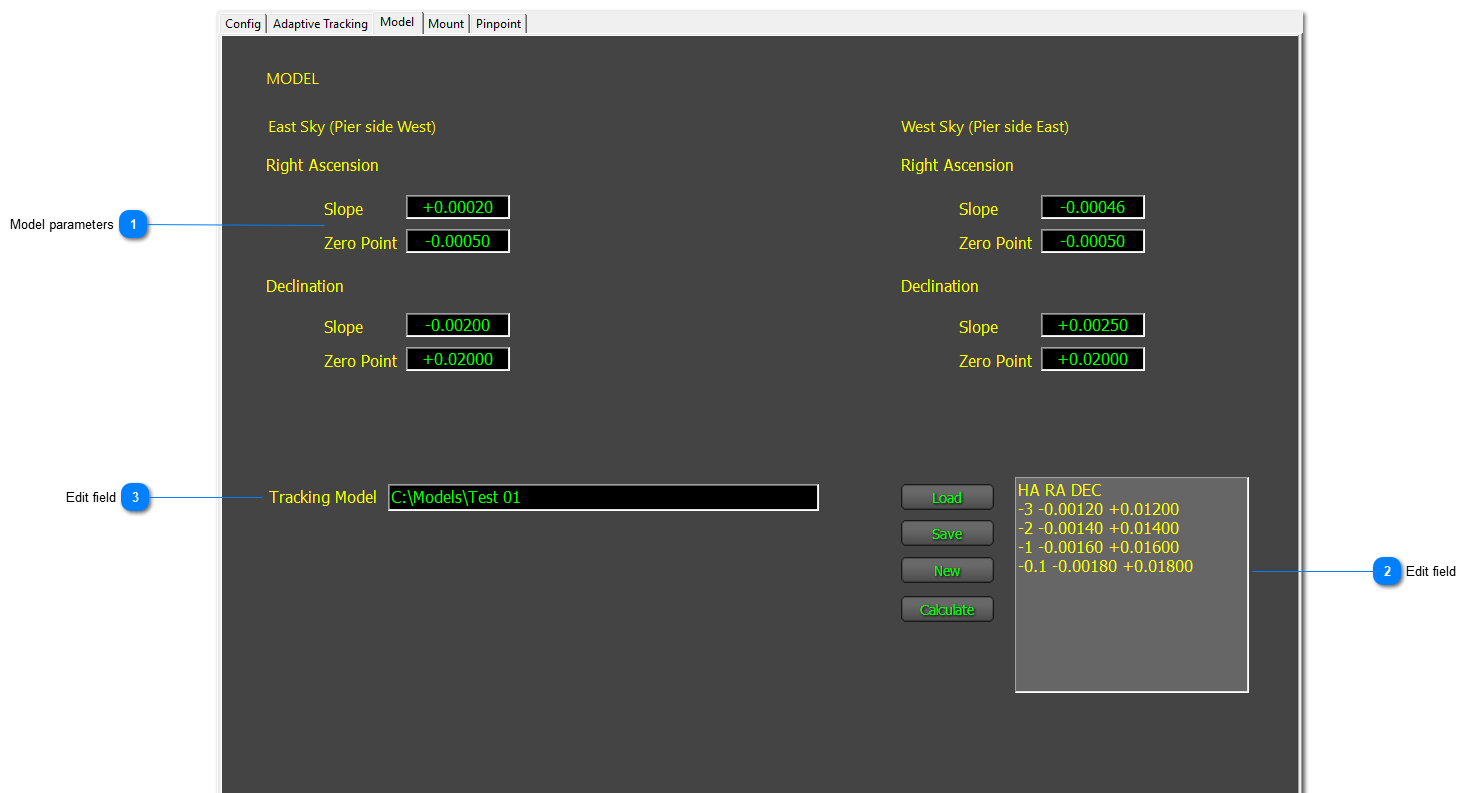 Config Adaptive Tracking Model Mount Pinpoint
MODEL
East Sky (Pier side West) West Sky (Pier side East)
Right Ascension Right Ascension
Slope +0.00020 Slope -0.00046
Model parameters 1
Zero Point -0.00050 Zero Point -0.00050
Declination Declination
Slope -0.00200 Slope +0.00250
Zero Point +0.02000 Zero Point +0.02000
Edit field 3 Tracking Model C:\Models\Test 01
Load
Save
New
Calculate
HA RA DEC
-3 -0.00120 +0.01200
-2 -0.00140 +0.01400
-1 -0.00160 +0.01600
-0.1 -0.00180 +0.01800
2 Edit field